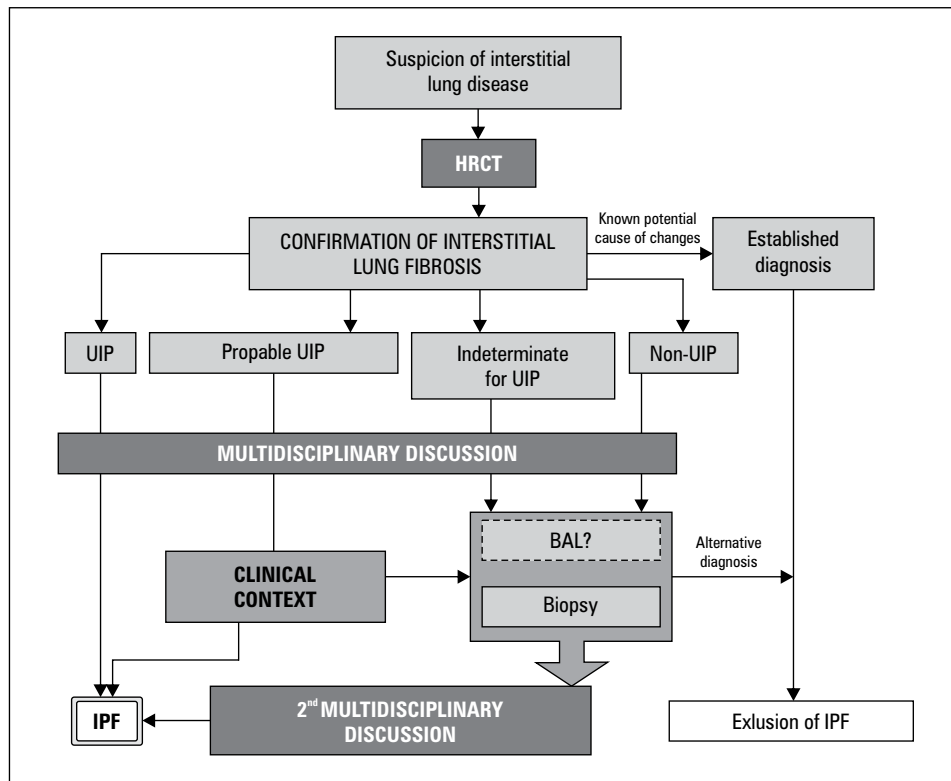 Suspicion of interstitial
lung disease
HRCT
CONFIRMATION OF INTERSTITIAL
LUNG FIBROSIS
Known potential
cause of changes
Established
diagnosis
UIP
Propable UIP
Indeterminate
for UIP
Non-UIP
MULTIDISCIPLINARY DISCUSSION
CLINICAL
CONTEXT
BAL?
Biopsy
Alternative
diagnosis
IPF
2nd MULTIDISCIPLINARY
DISCUSSION
Exlusion of IPF